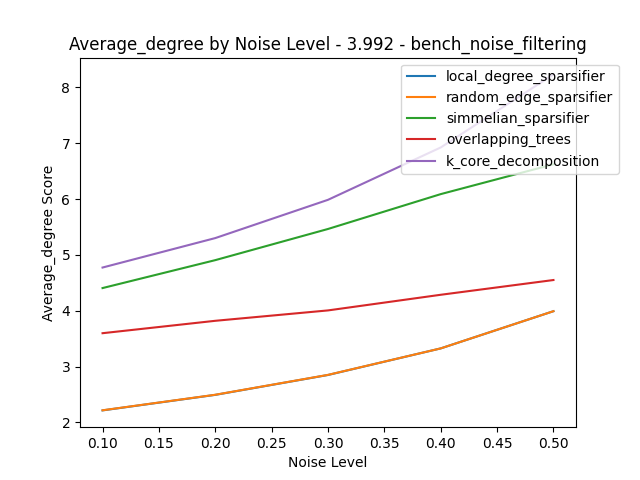 Average_degree by Noise Level - 3.992 - bench_noise_filtering
local_degree_sparsifier
random_edge_sparsifier
simmelian_sparsifier
overlapping_trees
k_core_decomposition
Average_degree Score
8
7
6
5
4
3
2
0.10 0.15 0.20 0.25 0.30 0.35 0.40 0.45 0.50
Noise Level